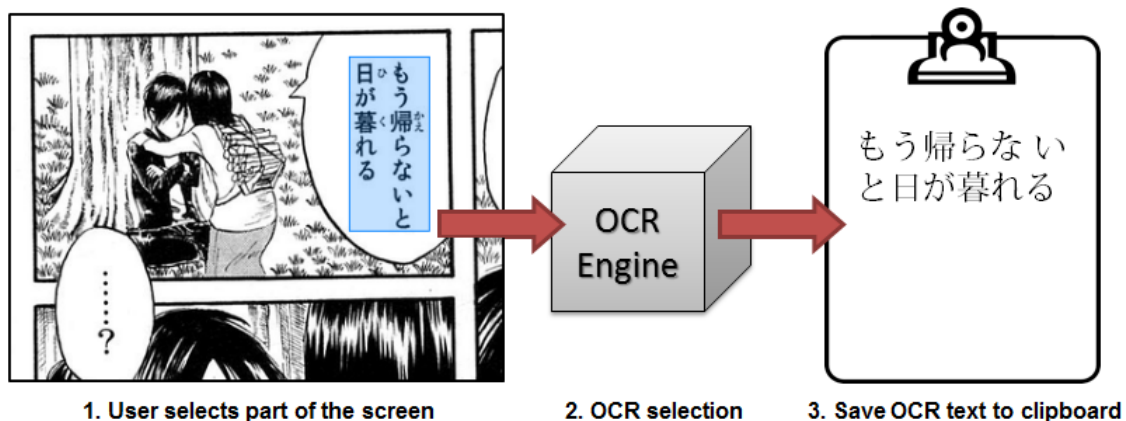 もう帰らないと
かえ
日が暮れる
ひ
く
………?
OCR
Engine
もう帰らな い
と日が暮れる
1. User selects part of the screen
2. OCR selection
3. Save OCR text to clipboard